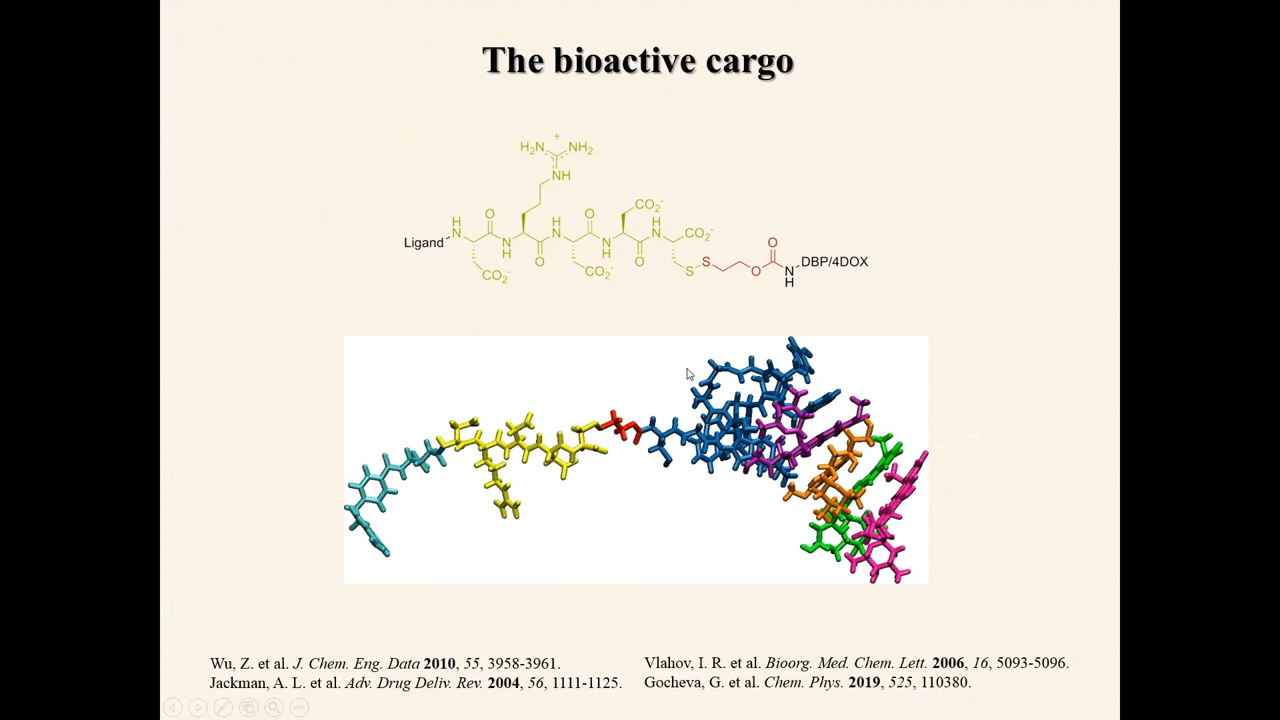 The bioactive cargo
+
H₂N NH₂
NH
CO₂⁻
H O H O H CO₂⁻
Ligand N N N
N N S O
H O CO₂⁻ H O S O N DBP/4DOX
CO₂⁻ H
Wu, Z. et al. J. Chem. Eng. Data 2010, 55, 3958-3961.
Jackman, A. L. et al. Adv. Drug Deliv. Rev. 2004, 56, 1111-1125.
Vlahov, I. R. et al. Bioorg. Med. Chem. Lett. 2006, 16, 5093-5096.
Gocheva, G. et al. Chem. Phys. 2019, 525, 110380.